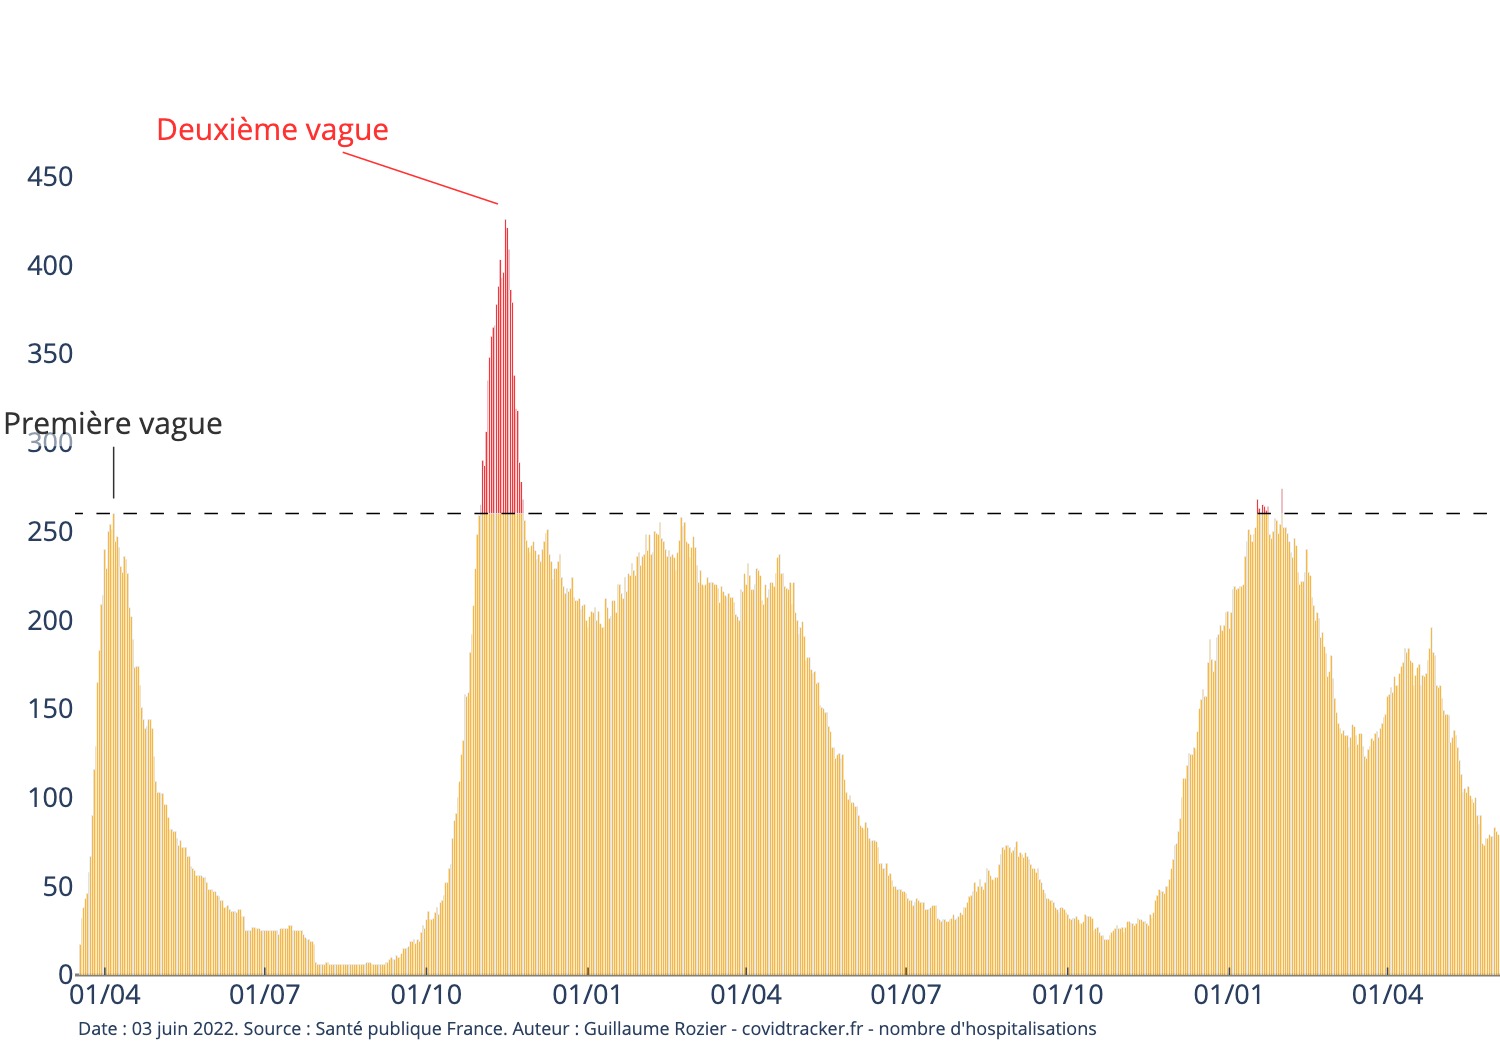 Deuxième vague
450
400
350
Première vague
300
250
200
150
100
50
0
01/04 01/07 01/10 01/01 01/04 01/07 01/10 01/01 01/04
Date : 03 juin 2022. Source : Santé publique France. Auteur : Guillaume Rozier - covidtracker.fr - nombre d'hospitalisations